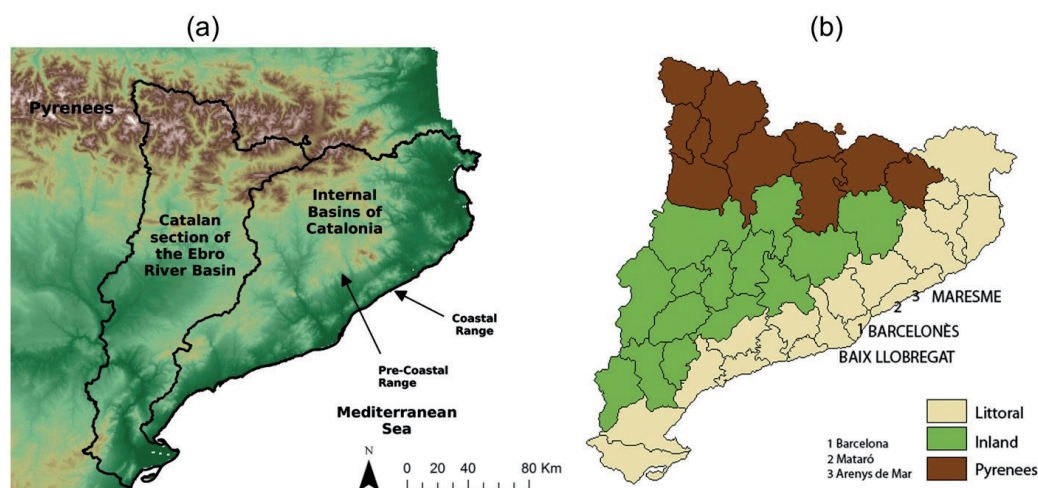 (a)
Pyrenees
Catalan
section of
the Ebro
River Basin
Internal
Basins of
Catalonia
Coastal
Range
Pre-Coastal
Range
Mediterranean
Sea
N
0 20 40 80 Km
(b)
3 MARESME
2
1 BARCELONÈS
BAIX LLOBREGAT
Littoral
Inland
Pyrenees
1 Barcelona
2 Mataró
3 Arenys de Mar